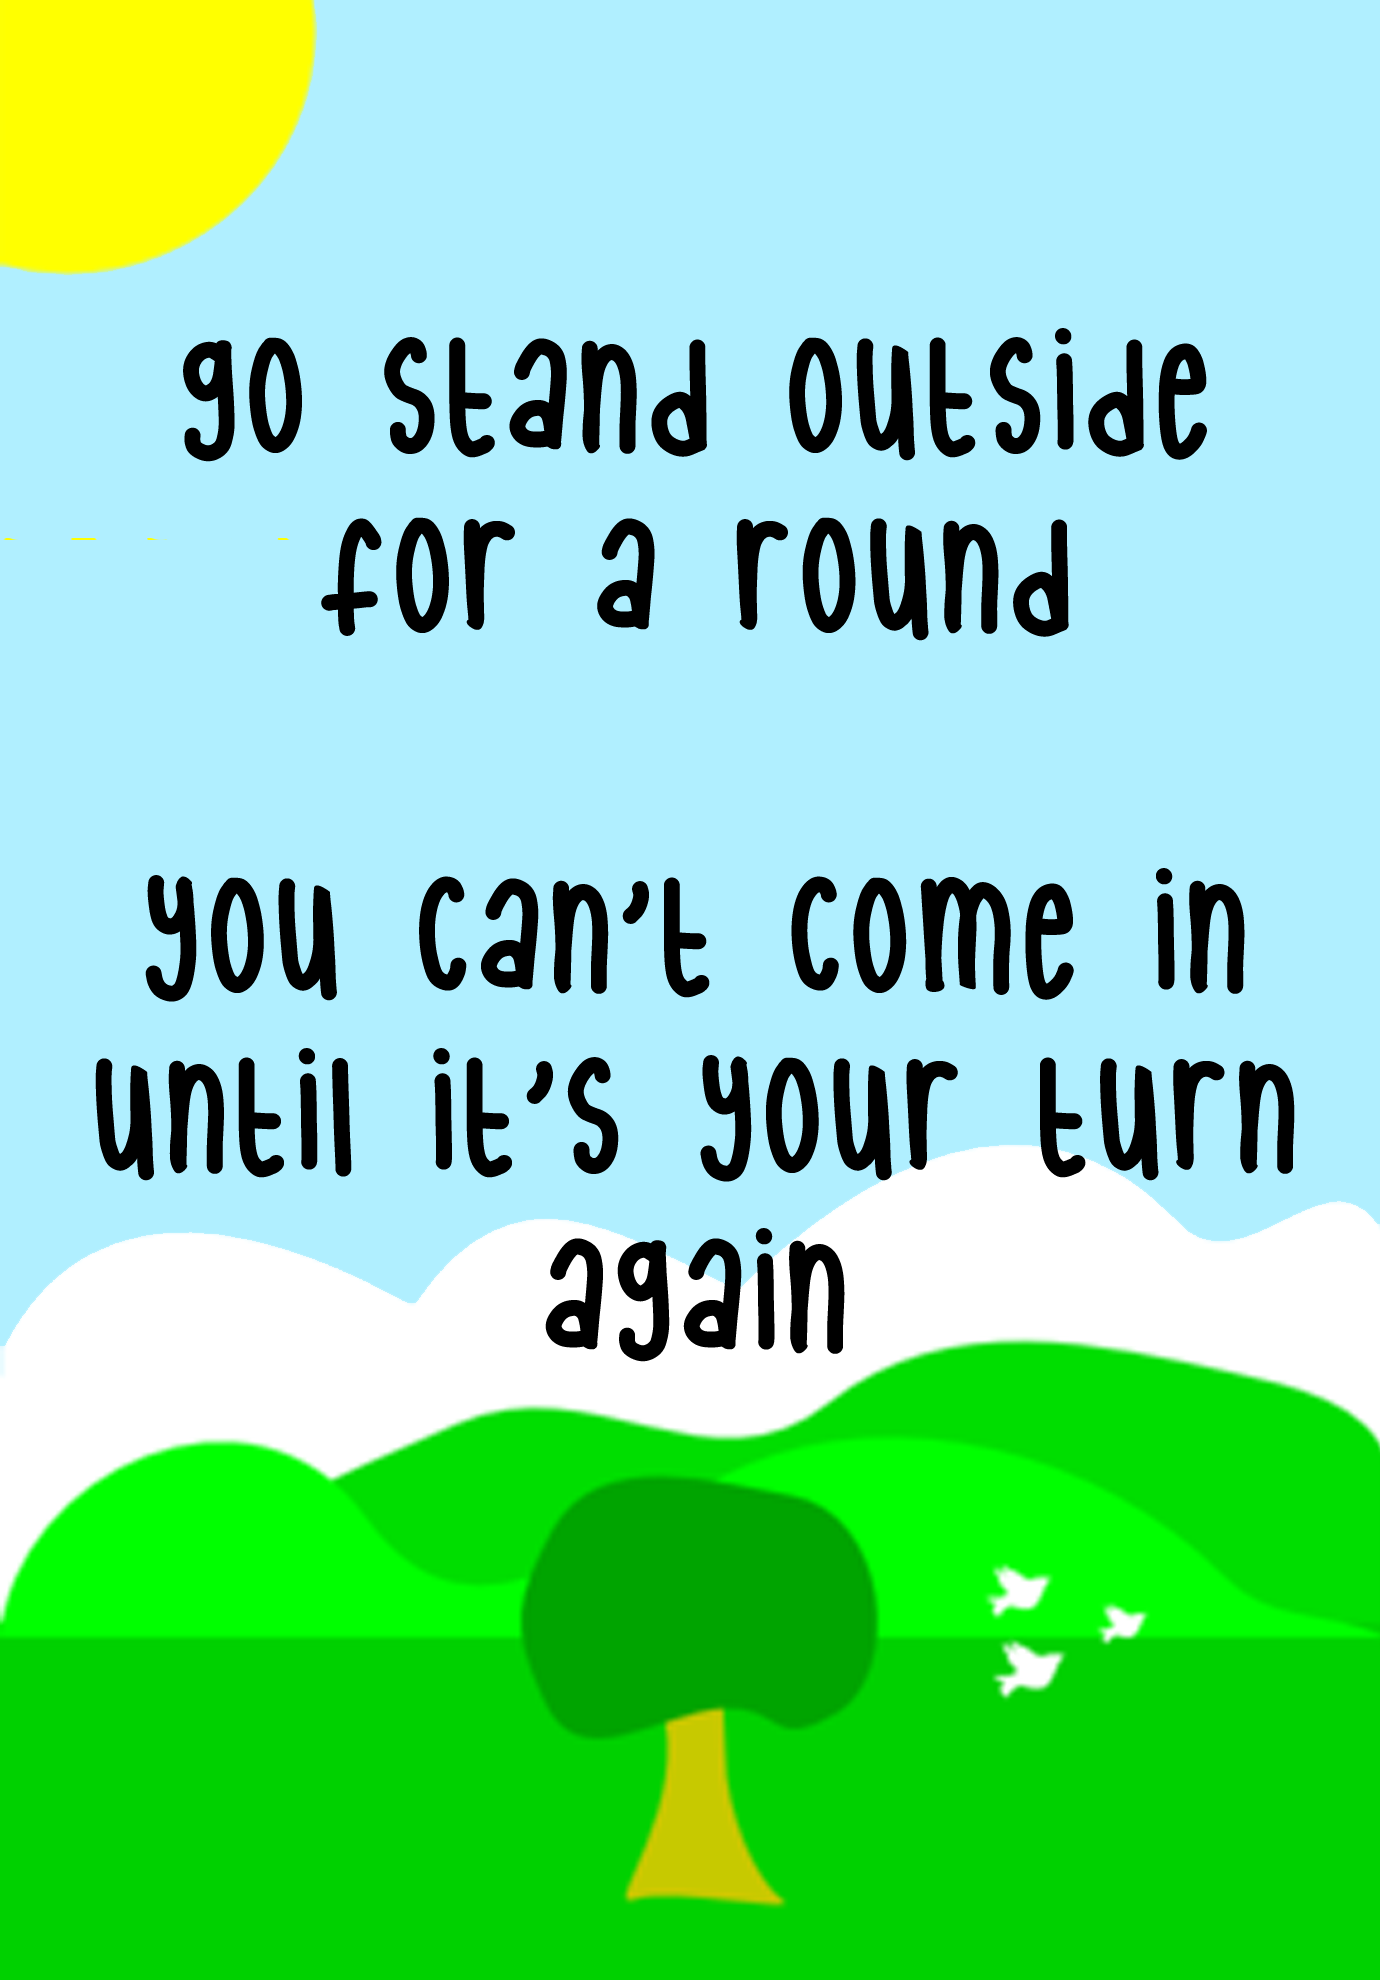 go stand outside
for a round
you can't come in
until it's your turn
again